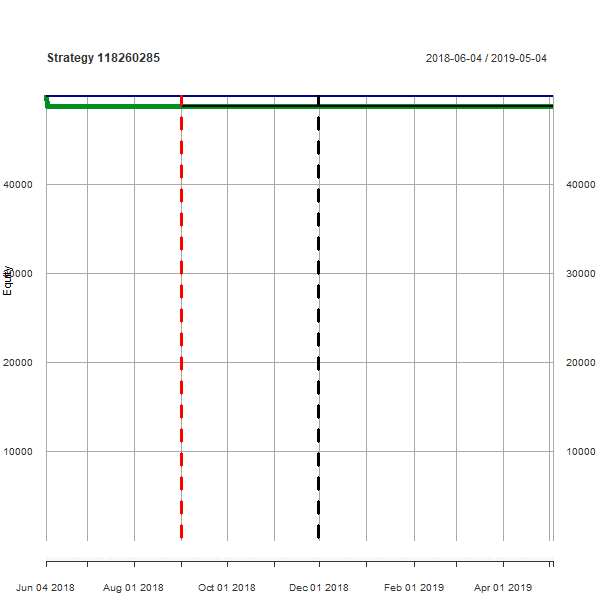 Strategy 118260285 2018-06-04 / 2019-05-04
40000 40000
30000 30000
Equity
20000 20000
10000 10000
Jun 04 2018 Aug 01 2018 Oct 01 2018 Dec 01 2018 Feb 01 2019 Apr 01 2019